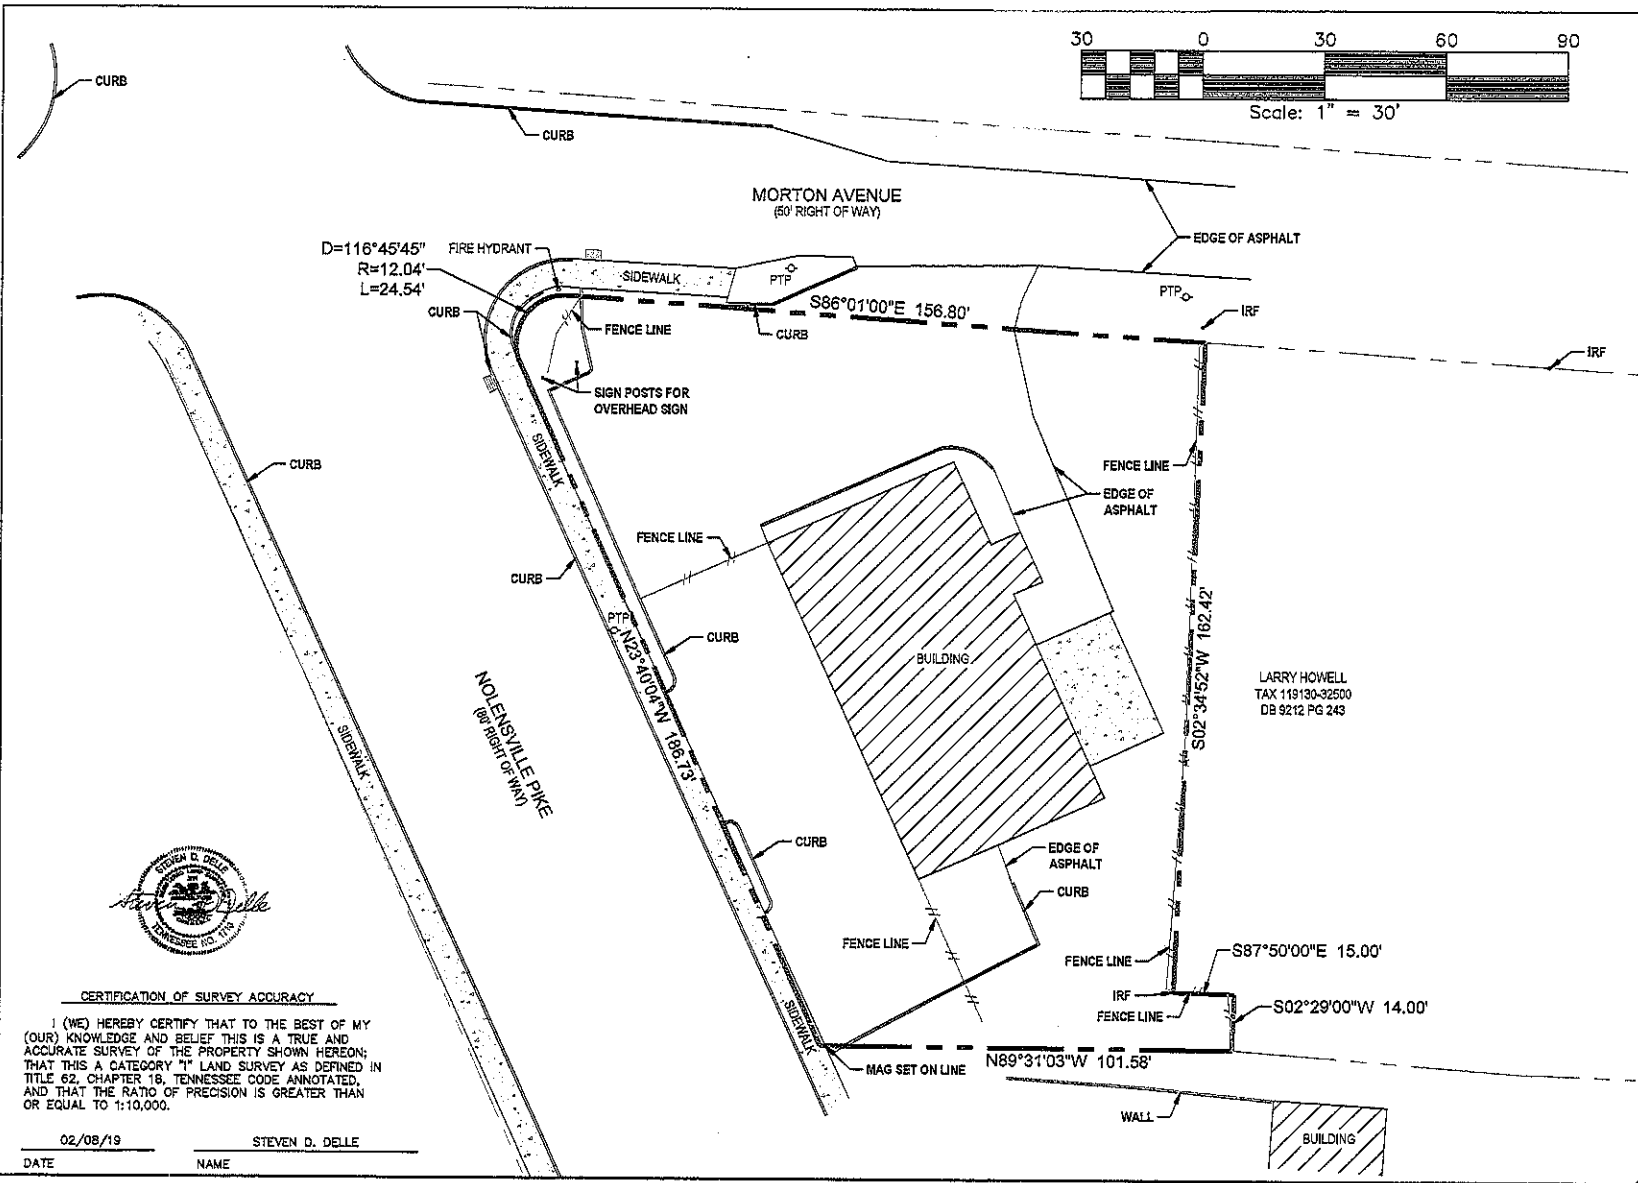 30 0 30 60 90
Scale: 1" = 30'
CURB
CURB
MORTON AVENUE
(50' RIGHT OF WAY)
EDGE OF ASPHALT
D=116°45'45"
R=12.04'
L=24.54'
FIRE HYDRANT
SIDEWALK
PTP
PTP
S86°01'00"E 156.80'
IRF
CURB
FENCE LINE
CURB
IRF
SIGN POSTS FOR
OVERHEAD SIGN
SIDEWALK
CURB
FENCE LINE
EDGE OF
ASPHALT
FENCE LINE
CURB
PTP
N23°40'04"W 186.73'
CURB
BUILDING
S02°34'52"W 162.42'
LARRY HOWELL
TAX 119130-32500
DB 9212 PG 243
NOLENSVILLE PIKE
(80' RIGHT OF WAY)
SIDEWALK
CURB
EDGE OF
ASPHALT
CURB
FENCE LINE
FENCE LINE
S87°50'00"E 15.00'
IRF
FENCE LINE
S02°29'00"W 14.00'
SIDEWALK
MAG SET ON LINE
N89°31'03"W 101.58'
WALL
BUILDING
STEVEN D. DELLE
Steven D Delle
TENNESSEE NO. 1710
CERTIFICATION OF SURVEY ACCURACY
I (WE) HEREBY CERTIFY THAT TO THE BEST OF MY
(OUR) KNOWLEDGE AND BELIEF THIS IS A TRUE AND
ACCURATE SURVEY OF THE PROPERTY SHOWN HEREON;
THAT THIS A CATEGORY "I" LAND SURVEY AS DEFINED IN
TITLE 62, CHAPTER 18, TENNESSEE CODE ANNOTATED,
AND THAT THE RATIO OF PRECISION IS GREATER THAN
OR EQUAL TO 1:10,000.
02/08/19 STEVEN D. DELLE
DATE NAME